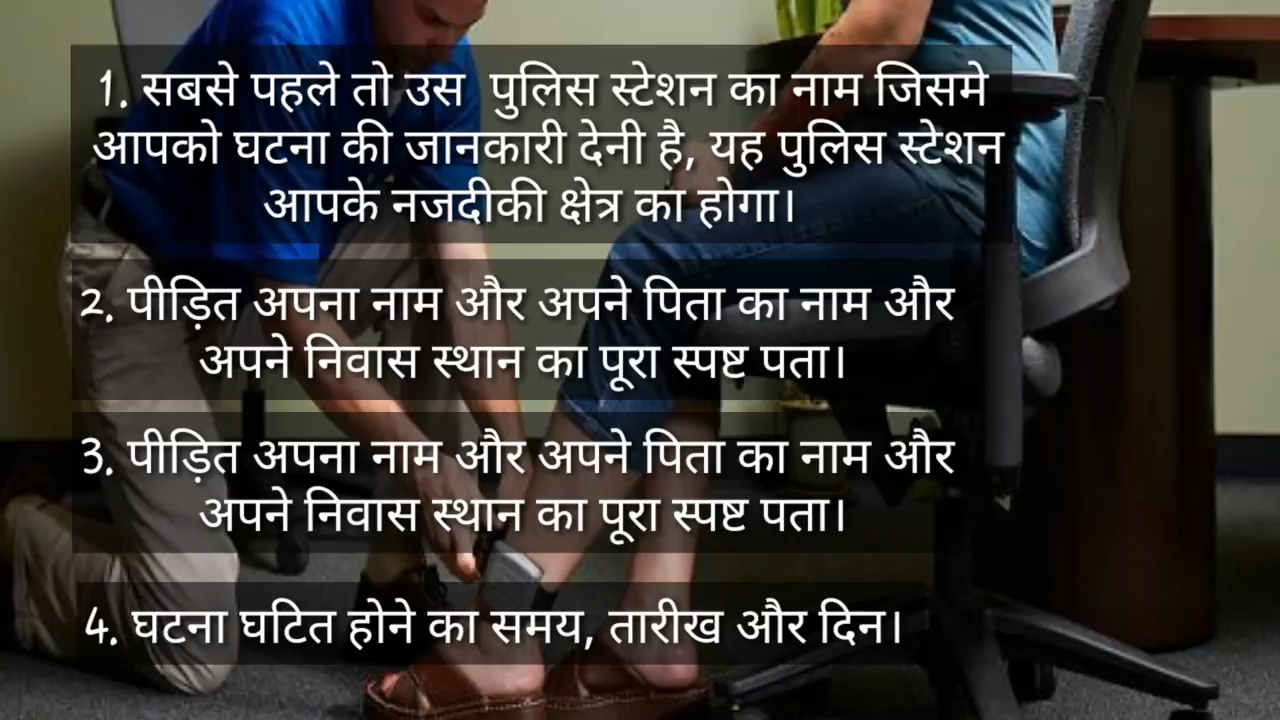 1. सबसे पहले तो उस पुलिस स्टेशन का नाम जिसमे
आपको घटना की जानकारी देनी है, यह पुलिस स्टेशन
आपके नजदीकी क्षेत्र का होगा।
2. पीड़ित अपना नाम और अपने पिता का नाम और
अपने निवास स्थान का पूरा स्पष्ट पता।
3. पीड़ित अपना नाम और अपने पिता का नाम और
अपने निवास स्थान का पूरा स्पष्ट पता।
4. घटना घटित होने का समय, तारीख और दिन।